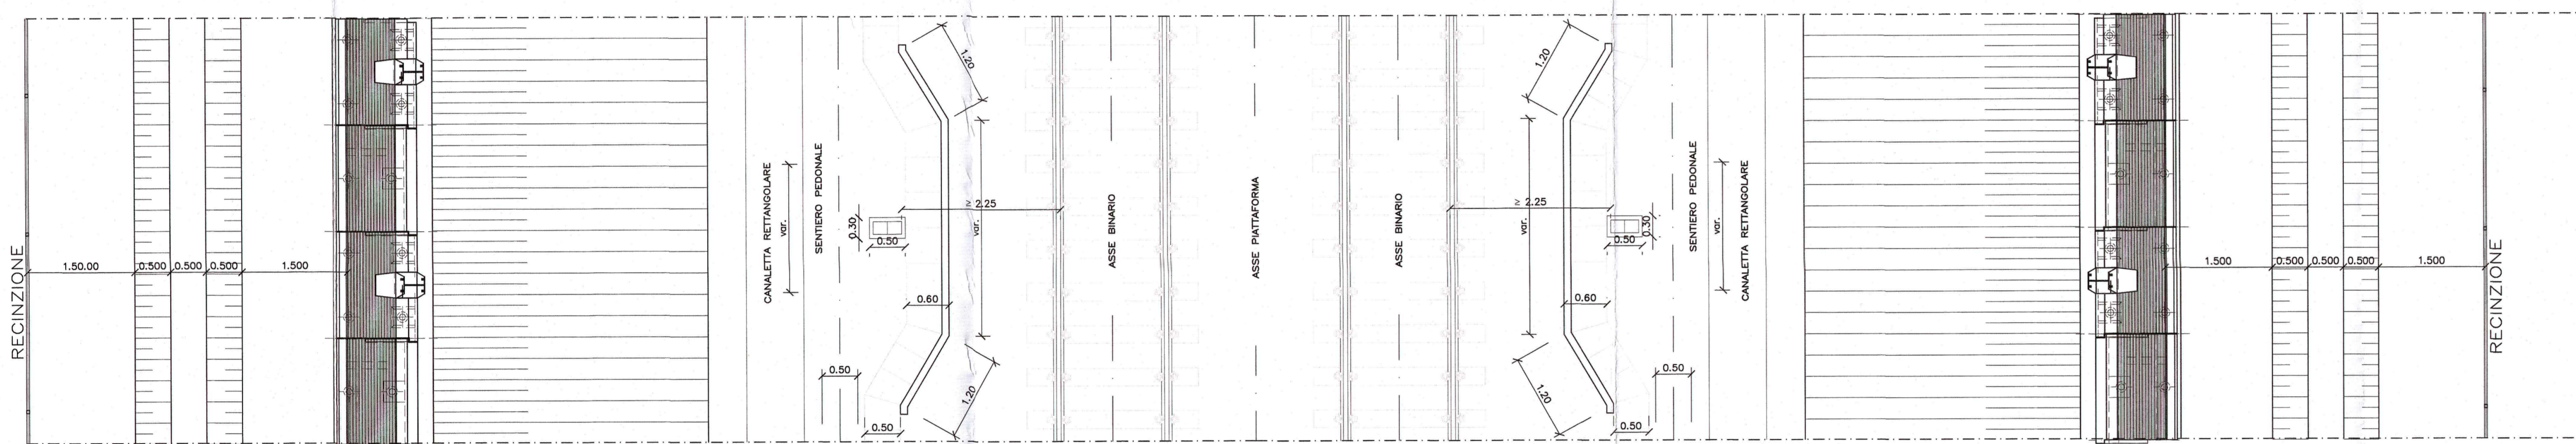 RECINZIONE
1.50.00
0.500
0.500
0.500
1.500
CANALETTA RETTANGOLARE
var.
SENTIERO PEDONALE
0.30
0.50
0.50
0.50
1.20
≥ 2.25
var.
0.60
1.20
ASSE BINARIO
ASSE PIATTAFORMA
ASSE BINARIO
1.20
≥ 2.25
var.
0.60
1.20
0.30
0.50
0.50
0.50
SENTIERO PEDONALE
var.
CANALETTA RETTANGOLARE
1.500
0.500
0.500
0.500
1.500
RECINZIONE